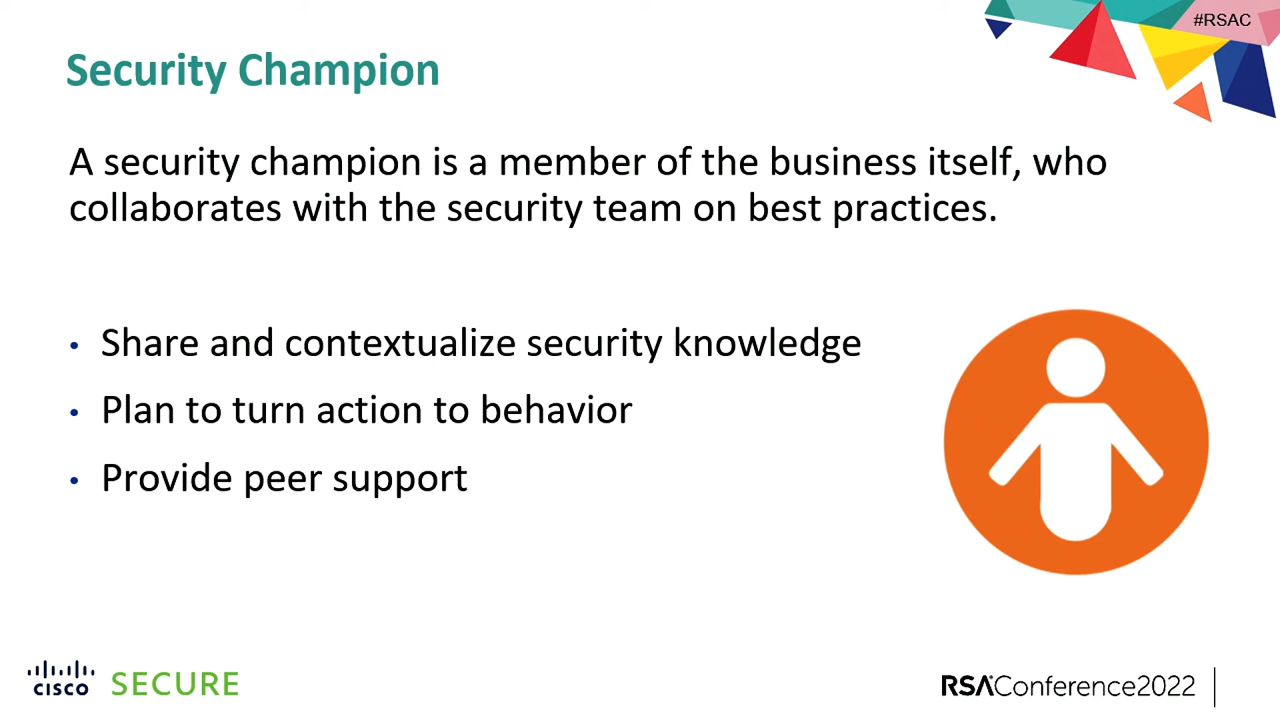 #RSAC
Security Champion
A security champion is a member of the business itself, who
collaborates with the security team on best practices.
• Share and contextualize security knowledge
• Plan to turn action to behavior
• Provide peer support
CISCO SECURE
RSAConference2022